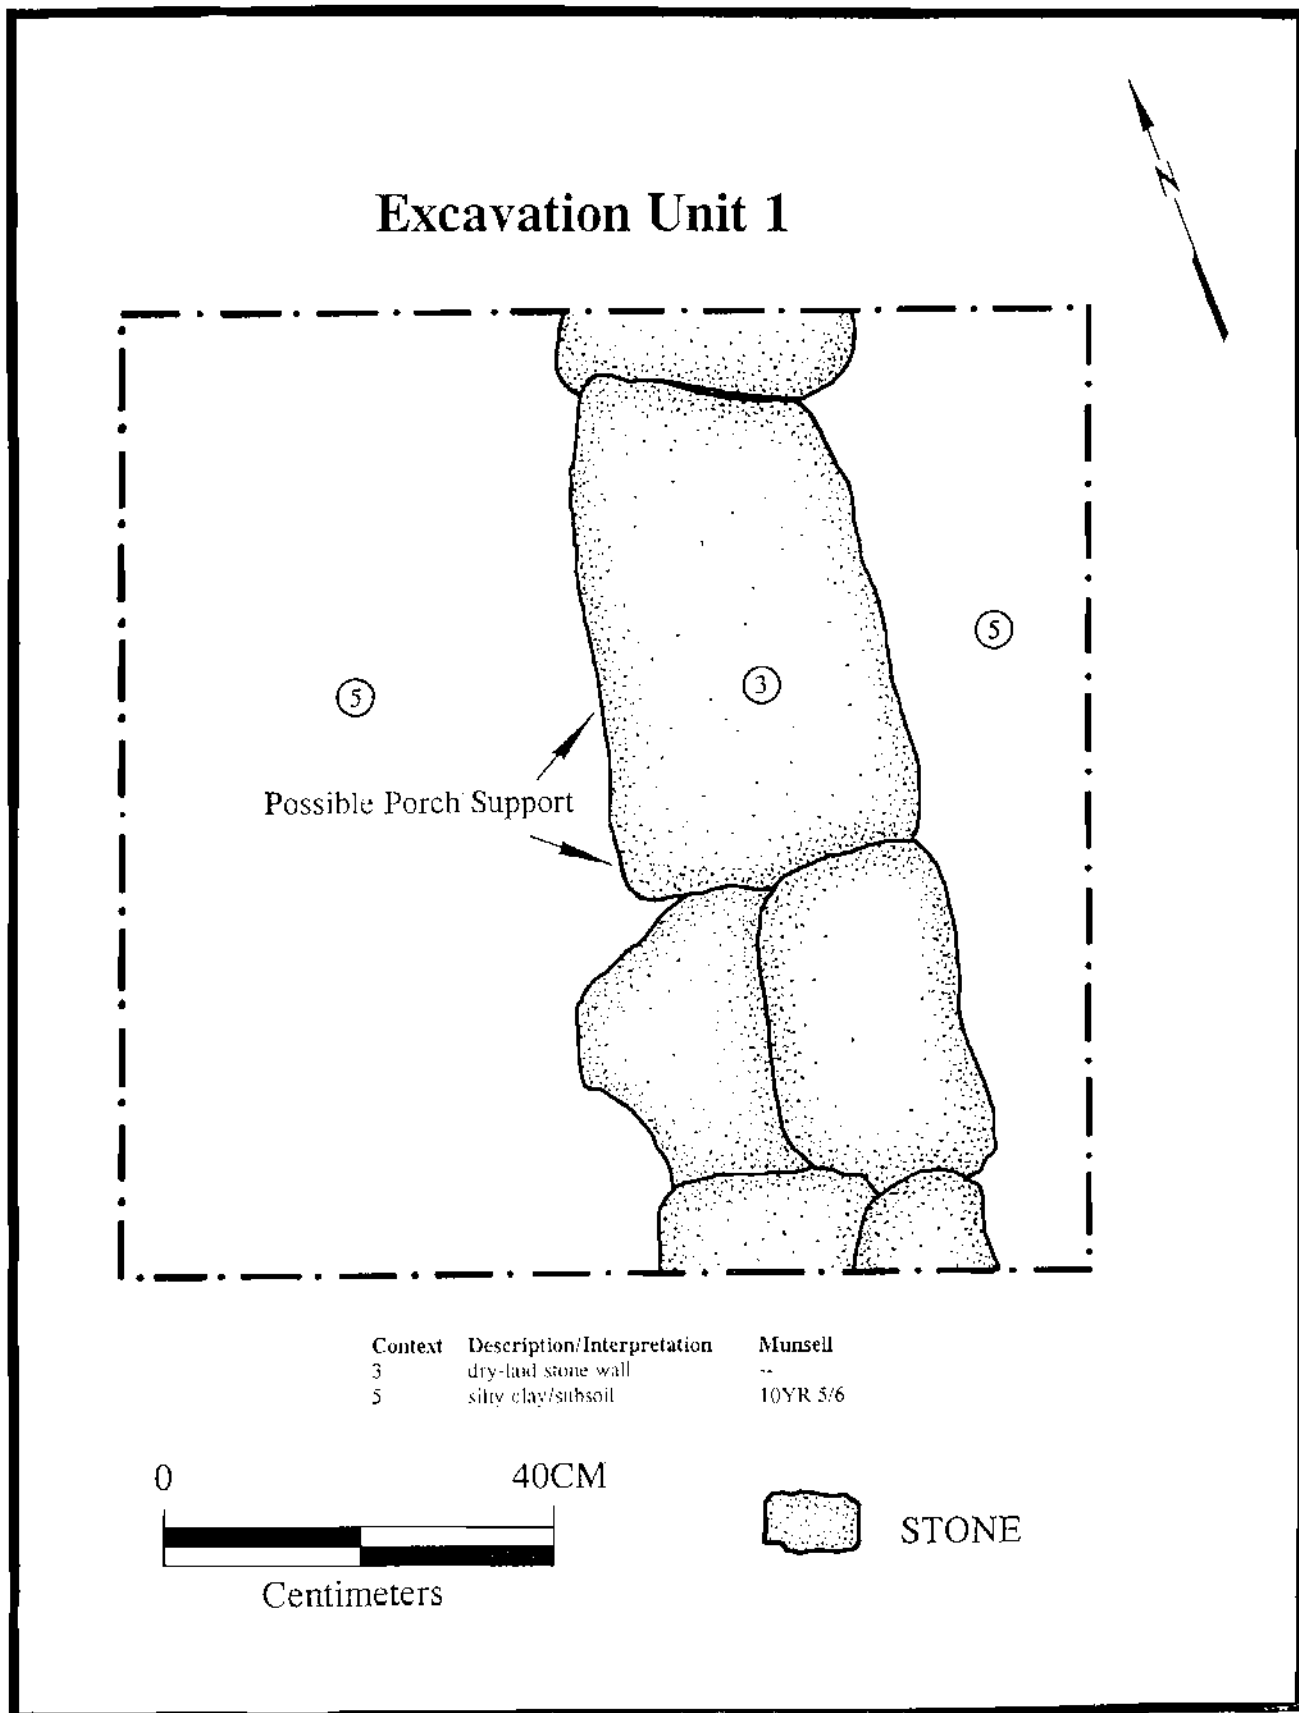 N
Excavation Unit 1
5
3
5
Possible Porch Support
Context Description/Interpretation Munsell
3 dry-laid stone wall --
5 silty clay/subsoil 10YR 5/6
0 40CM
Centimeters
STONE